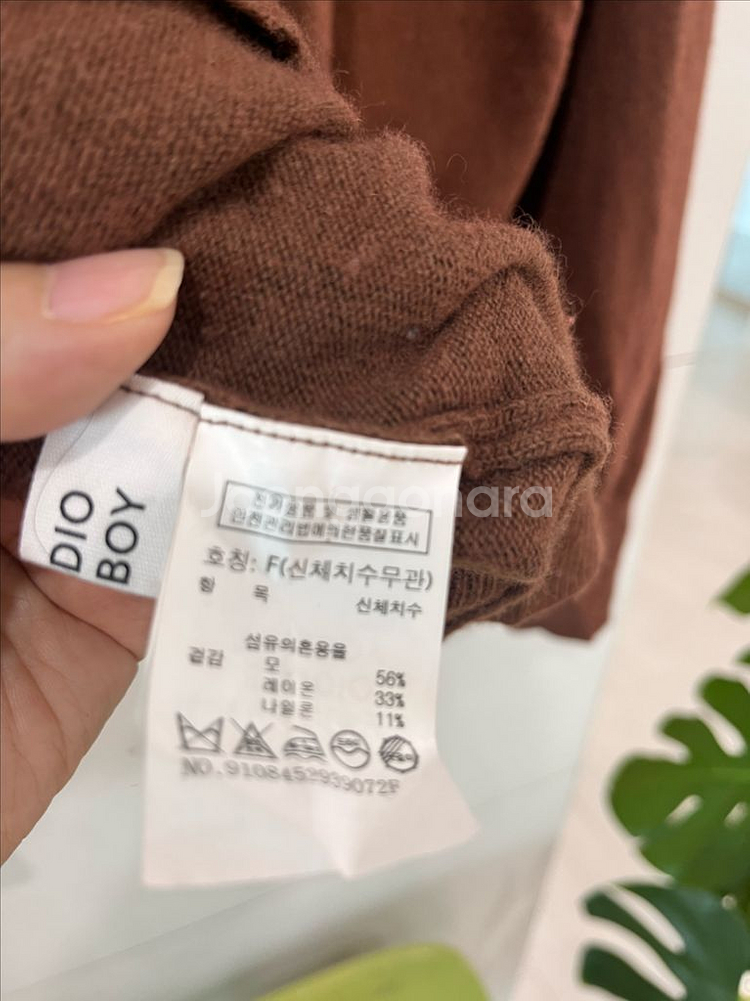 Joongonara
DIO
BOY
전기용품 및 생활용품
안전관리법에의한품질표시
호칭: F(신체치수무관)
항 목 신체치수
섬유의혼용율
겉감 모 56%
레이온 33%
나일론 11%